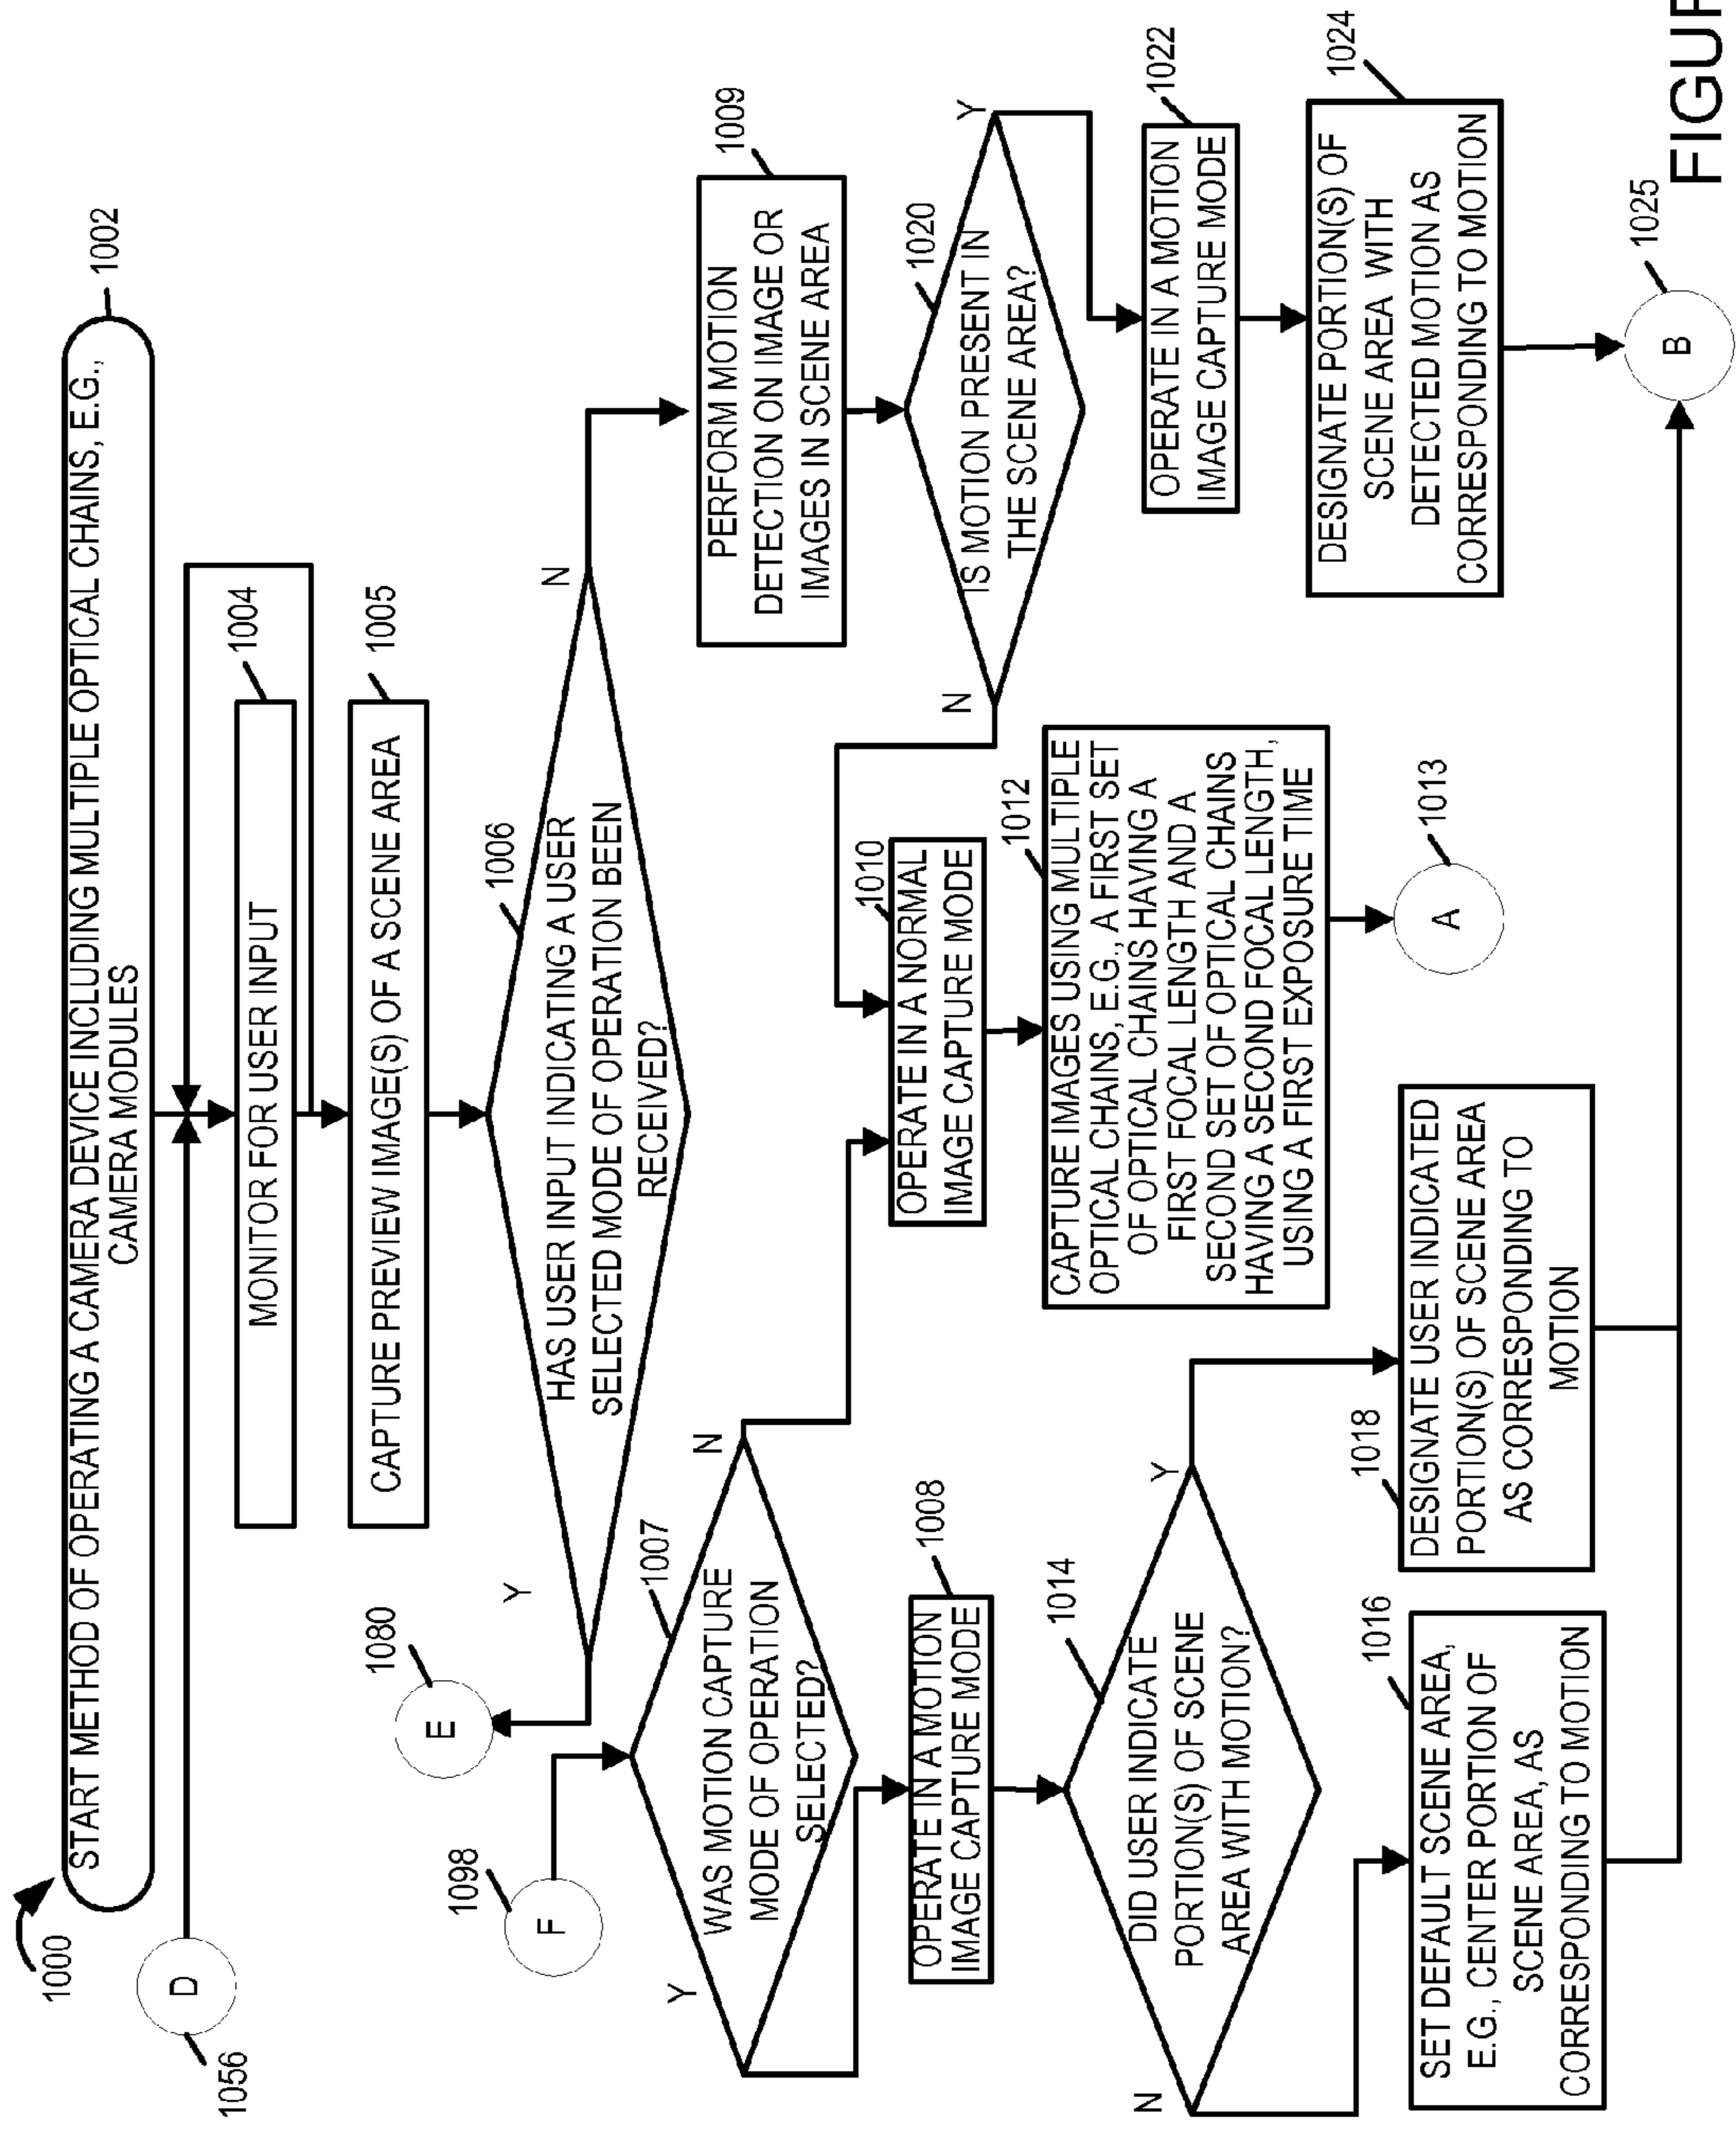 1000
START METHOD OF OPERATING A CAMERA DEVICE INCLUDING MULTIPLE OPTICAL CHAINS, E.G.,
CAMERA MODULES
1002
D
1056
MONITOR FOR USER INPUT
1004
CAPTURE PREVIEW IMAGE(S) OF A SCENE AREA
1005
HAS USER INPUT INDICATING A USER
SELECTED MODE OF OPERATION BEEN
RECEIVED?
1006
Y
N
E
1080
F
1098
WAS MOTION CAPTURE
MODE OF OPERATION
SELECTED?
1007
Y
N
PERFORM MOTION
DETECTION ON IMAGE OR
IMAGES IN SCENE AREA
1009
OPERATE IN A MOTION
IMAGE CAPTURE MODE
1008
OPERATE IN A NORMAL
IMAGE CAPTURE MODE
1010
IS MOTION PRESENT IN
THE SCENE AREA?
1020
N
Y
DID USER INDICATE
PORTION(S) OF SCENE
AREA WITH MOTION?
1014
N
Y
CAPTURE IMAGES USING MULTIPLE
OPTICAL CHAINS, E.G., A FIRST SET
OF OPTICAL CHAINS HAVING A
FIRST FOCAL LENGTH AND A
SECOND SET OF OPTICAL CHAINS
HAVING A SECOND FOCAL LENGTH,
USING A FIRST EXPOSURE TIME
1012
OPERATE IN A MOTION
IMAGE CAPTURE MODE
1022
SET DEFAULT SCENE AREA,
E.G., CENTER PORTION OF
SCENE AREA, AS
CORRESPONDING TO MOTION
1016
DESIGNATE USER INDICATED
PORTION(S) OF SCENE AREA
AS CORRESPONDING TO
MOTION
1018
A
1013
DESIGNATE PORTION(S) OF
SCENE AREA WITH
DETECTED MOTION AS
CORRESPONDING TO MOTION
1024
B
1025